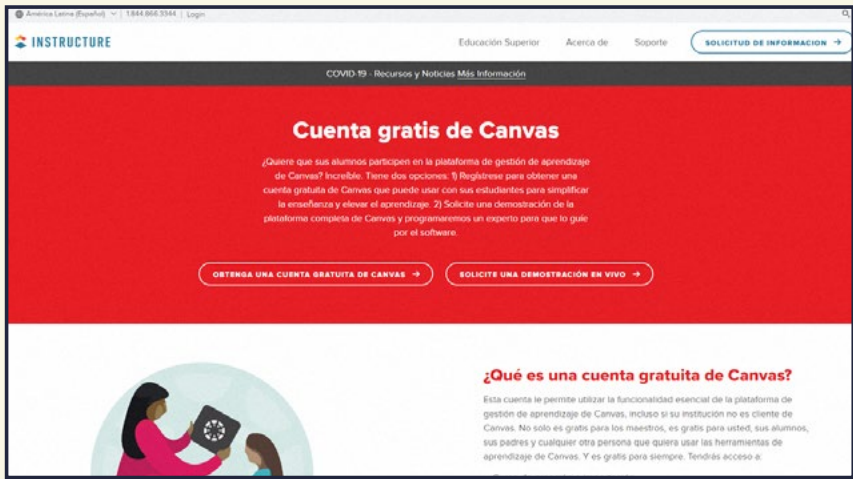 América Latina (Español) | 1.844.866.3344 | Login
INSTRUCTURE
Educación Superior Acerca de Soporte SOLICITUD DE INFORMACION →
COVID-19 - Recursos y Noticias Más Información
Cuenta gratis de Canvas
¿Quiere que sus alumnos participen en la plataforma de gestión de aprendizaje
de Canvas? Increíble. Tiene dos opciones: 1) Regístrese para obtener una
cuenta gratuita de Canvas que puede usar con sus estudiantes para simplificar
la enseñanza y elevar el aprendizaje. 2) Solicite una demostración de la
plataforma completa de Canvas y programaremos un experto para que lo guíe
por el software.
OBTENGA UNA CUENTA GRATUITA DE CANVAS → SOLICITE UNA DEMOSTRACIÓN EN VIVO →
¿Qué es una cuenta gratuita de Canvas?
Esta cuenta le permite utilizar la funcionalidad esencial de la plataforma de
gestión de aprendizaje de Canvas, incluso si su institución no es cliente de
Canvas. No sólo es gratis para los maestros, es gratis para usted, sus alumnos,
sus padres y cualquier otra persona que quiera usar las herramientas de
aprendizaje de Canvas. Y es gratis para siempre. Tendrás acceso a: